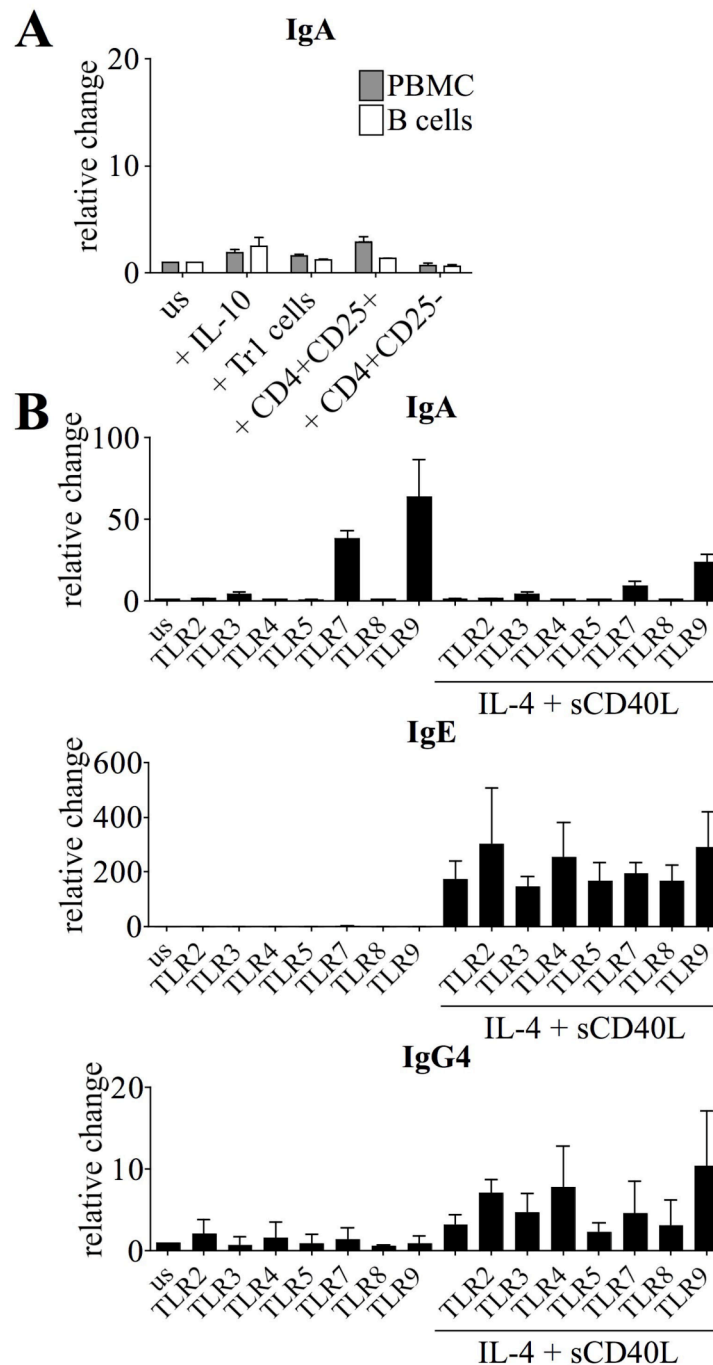 A
IgA
relative change
20
10
0
PBMC
B cells
us
+ IL-10
+ Tr1 cells
+ CD4+CD25+
+ CD4+CD25-
B
IgA
relative change
100
50
0
us
TLR2
TLR3
TLR4
TLR5
TLR7
TLR8
TLR9
TLR2
TLR3
TLR4
TLR5
TLR7
TLR8
TLR9
IL-4 + sCD40L
IgE
relative change
600
400
200
0
us
TLR2
TLR3
TLR4
TLR5
TLR7
TLR8
TLR9
TLR2
TLR3
TLR4
TLR5
TLR7
TLR8
TLR9
IL-4 + sCD40L
IgG4
relative change
20
10
0
us
TLR2
TLR3
TLR4
TLR5
TLR7
TLR8
TLR9
TLR2
TLR3
TLR4
TLR5
TLR7
TLR8
TLR9
IL-4 + sCD40L